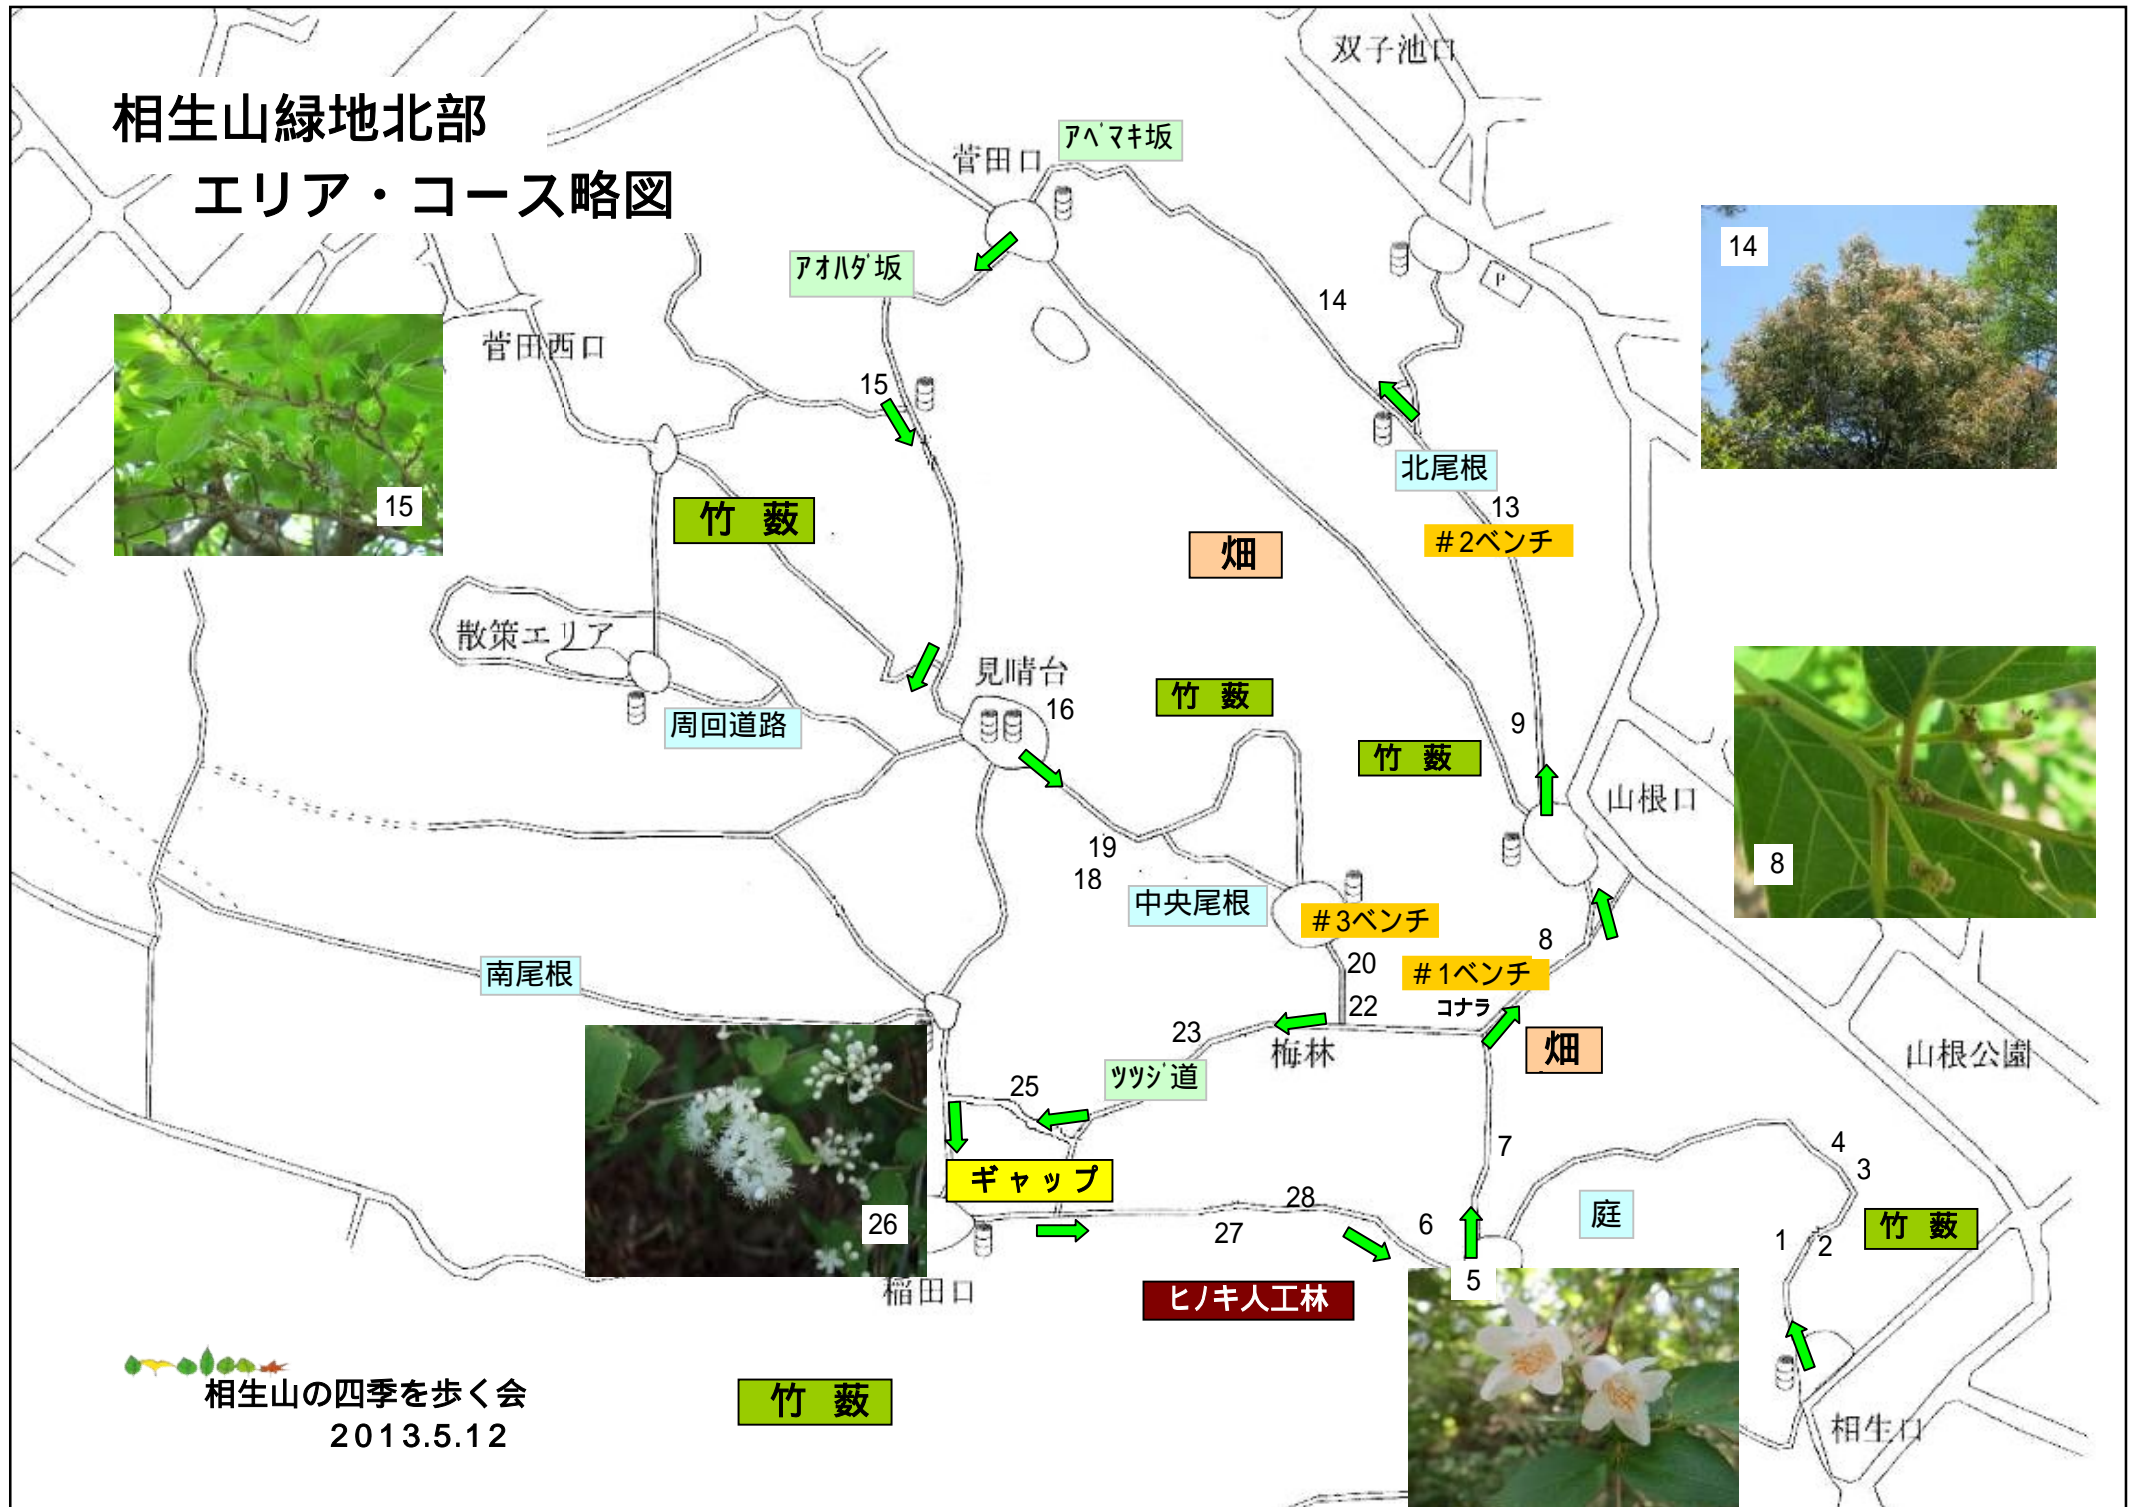 相生山緑地北部
エリア・コース略図
双子池口
菅田口
ｱﾍﾞﾏｷ坂
14
ｱｵﾊﾀﾞ坂
P
14
菅田西口
15
15
北尾根
13
竹 薮
#2ベンチ
畑
散策エリア
見晴台
16
竹 薮
周回道路
9
竹 薮
山根口
19
18
8
中央尾根
#3ベンチ
8
20
#1ベンチ
南尾根
22
コナラ
23
梅林
畑
山根公園
ﾂﾂｼﾞ道
25
7
4
3
ギャップ
28
26
27
6
庭
竹 薮
1
2
5
稲田口
ヒノキ人工林
相生山の四季を歩く会
2013.5.12
竹 薮
相生口